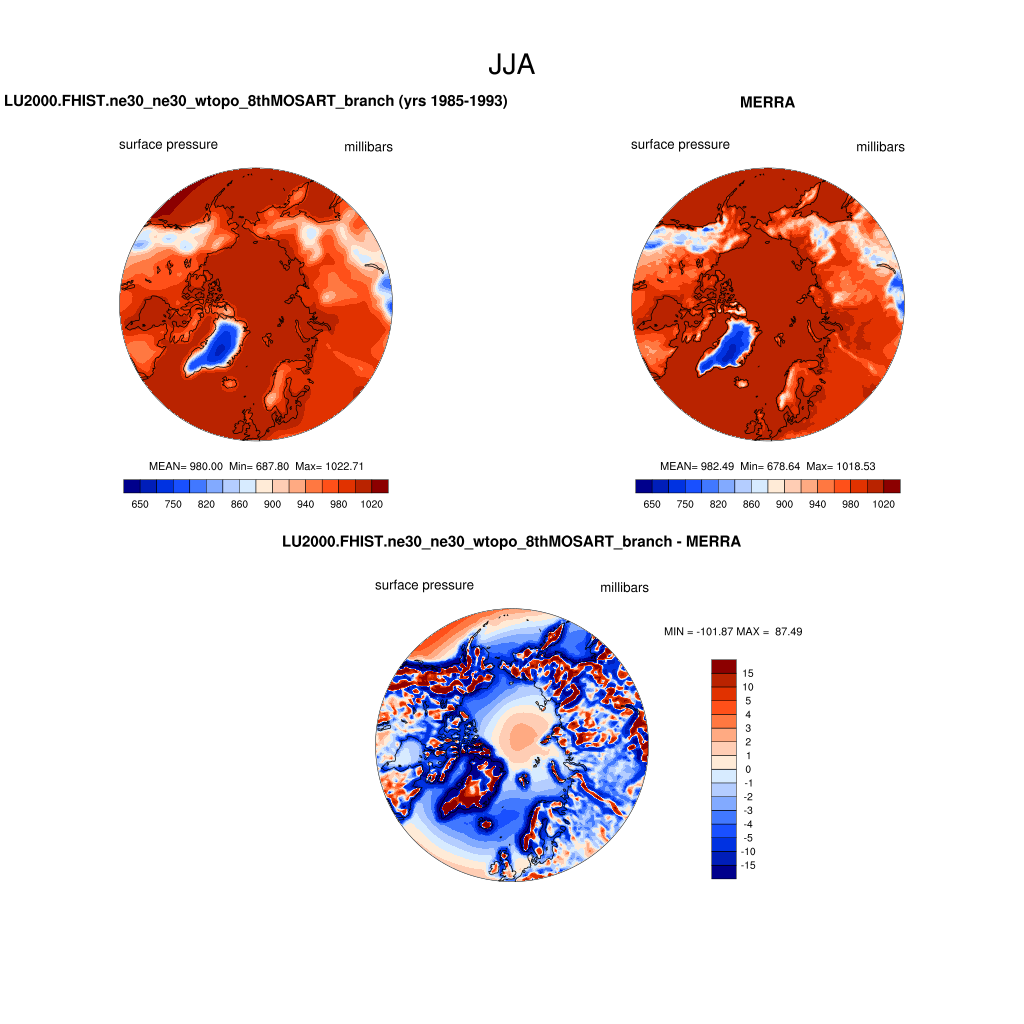 JJA
LU2000.FHIST.ne30_ne30_wtopo_8thMOSART_branch (yrs 1985-1993)
surface pressure millibars
MEAN= 980.00 Min= 687.80 Max= 1022.71
650 750 820 860 900 940 980 1020
MERRA
surface pressure millibars
MEAN= 982.49 Min= 678.64 Max= 1018.53
650 750 820 860 900 940 980 1020
LU2000.FHIST.ne30_ne30_wtopo_8thMOSART_branch - MERRA
surface pressure millibars
MIN = -101.87 MAX = 87.49
15
10
5
4
3
2
1
0
-1
-2
-3
-4
-5
-10
-15